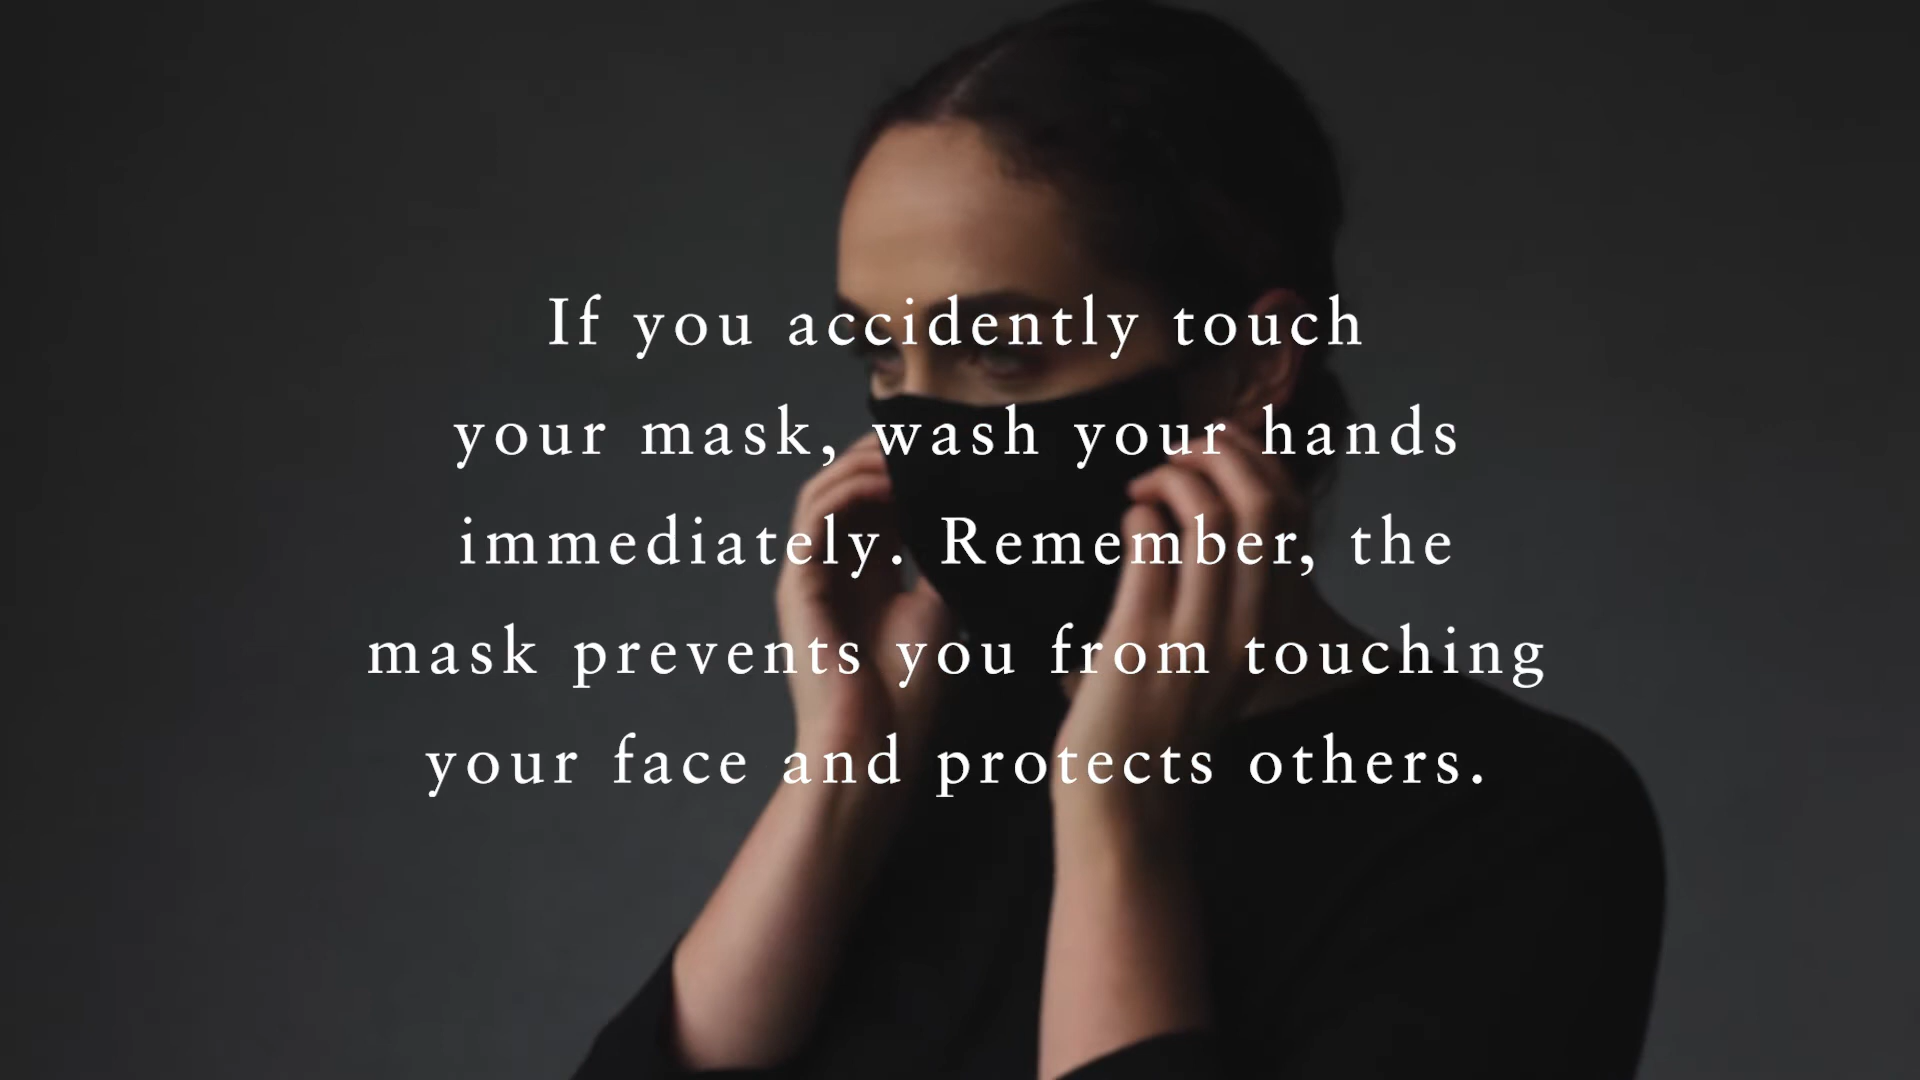 If you accidently touch
your mask, wash your hands
immediately. Remember, the
mask prevents you from touching
your face and protects others.